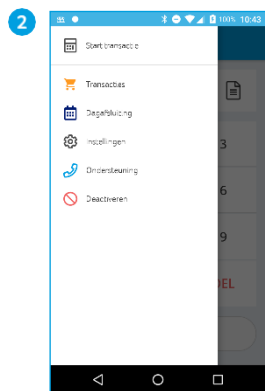 2
100% 10:43
Start transactie
Transacties
Dagafsluiting
3
Instellingen
6
Ondersteuning
Deactiveren
9
DEL